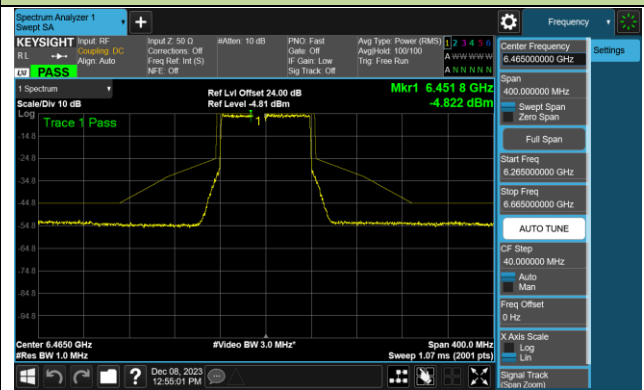 Spectrum Analyzer 1
Swept SA
Frequency
KEYSIGHT
RL
LXI
PASS
Input: RF
Coupling: DC
Align: Auto
Input Z: 50 Ω
Corrections: Off
Freq Ref: Int (S)
NFE: Off
#Atten: 10 dB
PNO: Fast
Gate: Off
IF Gain: Low
Sig Track: Off
Avg Type: Power (RMS)
Avg|Hold: 100/100
Trig: Free Run
1 2 3 4 5 6
A W W W W W
A N N N N N
1 Spectrum
Scale/Div 10 dB
Ref Lvl Offset 24.00 dB
Ref Level -4.81 dBm
Mkr1 6.451 8 GHz
-4.822 dBm
Log
Trace 1 Pass
1
-14.8
-24.8
-34.8
-44.8
-54.8
-64.8
-74.8
-84.8
-94.8
Center 6.4650 GHz
#Res BW 1.0 MHz
#Video BW 3.0 MHz*
Span 400.0 MHz
Sweep 1.07 ms (2001 pts)
Dec 08, 2023
12:55:01 PM
Center Frequency
6.465000000 GHz
Settings
Span
400.000000 MHz
Swept Span
Zero Span
Full Span
Start Freq
6.265000000 GHz
Stop Freq
6.665000000 GHz
AUTO TUNE
CF Step
40.000000 MHz
Auto
Man
Freq Offset
0 Hz
X Axis Scale
Log
Lin
Signal Track
(Span Zoom)